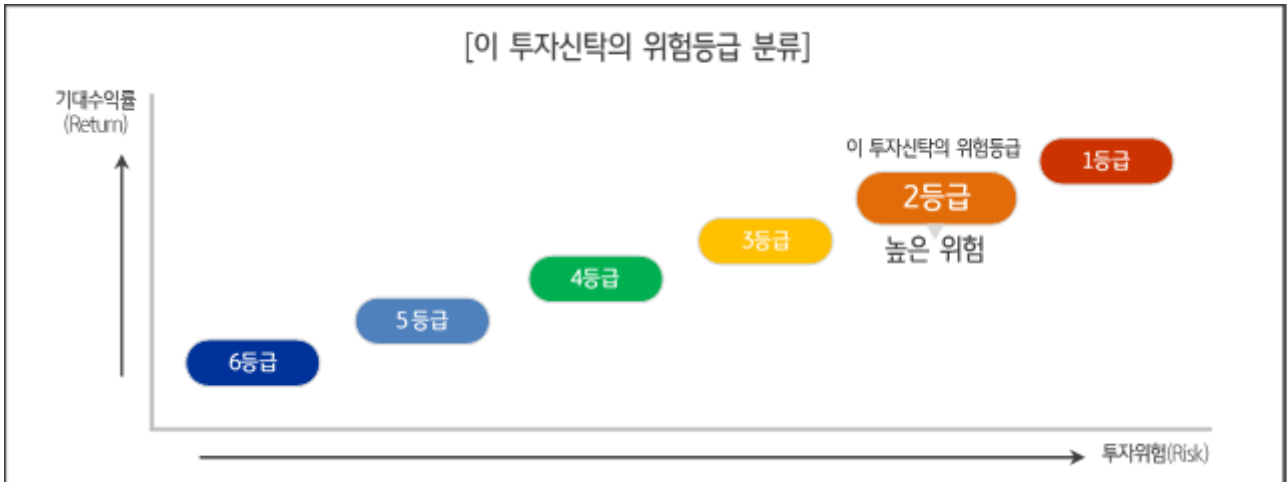 [이 투자신탁의 위험등급 분류]
기대수익률
(Return)
이 투자신탁의 위험등급
1등급
2등급
높은 위험
3등급
4등급
5등급
6등급
투자위험(Risk)